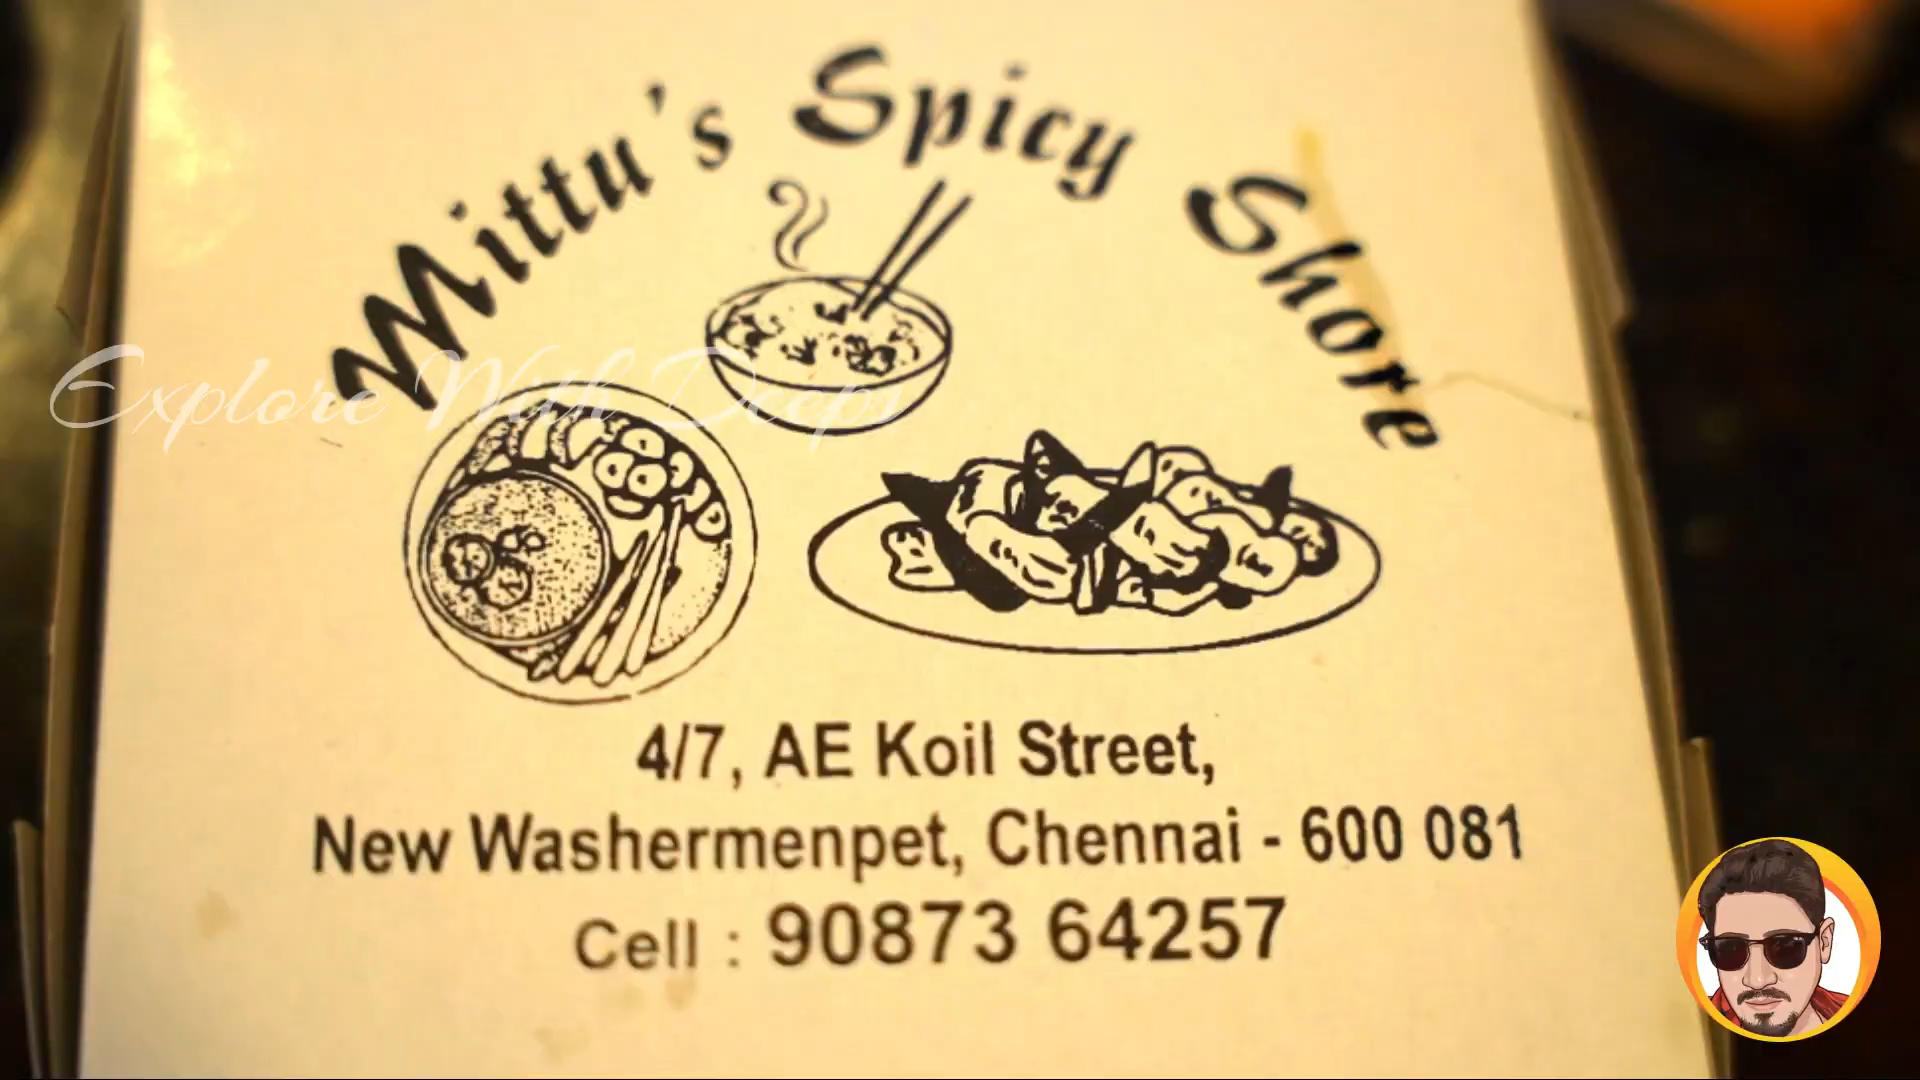 Mittu's Spicy Shore
Explore With Deeps
4/7, AE Koil Street,
New Washermenpet, Chennai - 600 081
Cell : 90873 64257